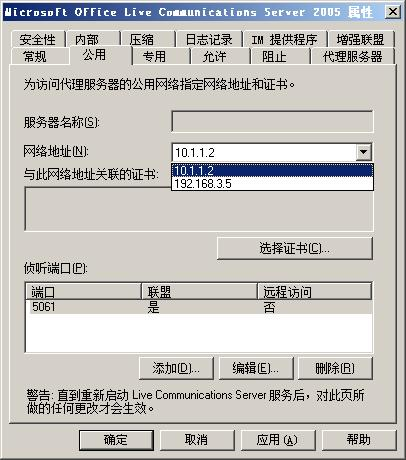 Microsoft Office Live Communications Server 2005 属性
安全性 内部 压缩 日志记录 IM 提供程序 增强联盟
常规 公用 专用 允许 阻止 代理服务器
为访问代理服务器的公用网络指定网络地址和证书。
服务器名称(S):
网络地址(N): 10.1.1.2
10.1.1.2
与此网络地址关联的证书: 192.168.3.5
选择证书(C)...
侦听端口(P):
端口 联盟 远程访问
5061 是 否
添加(D)... 编辑(E)... 删除(R)
警告: 直到重新启动 Live Communications Server 服务后，对此页所
做的任何更改才会生效。
确定 取消 应用(A) 帮助